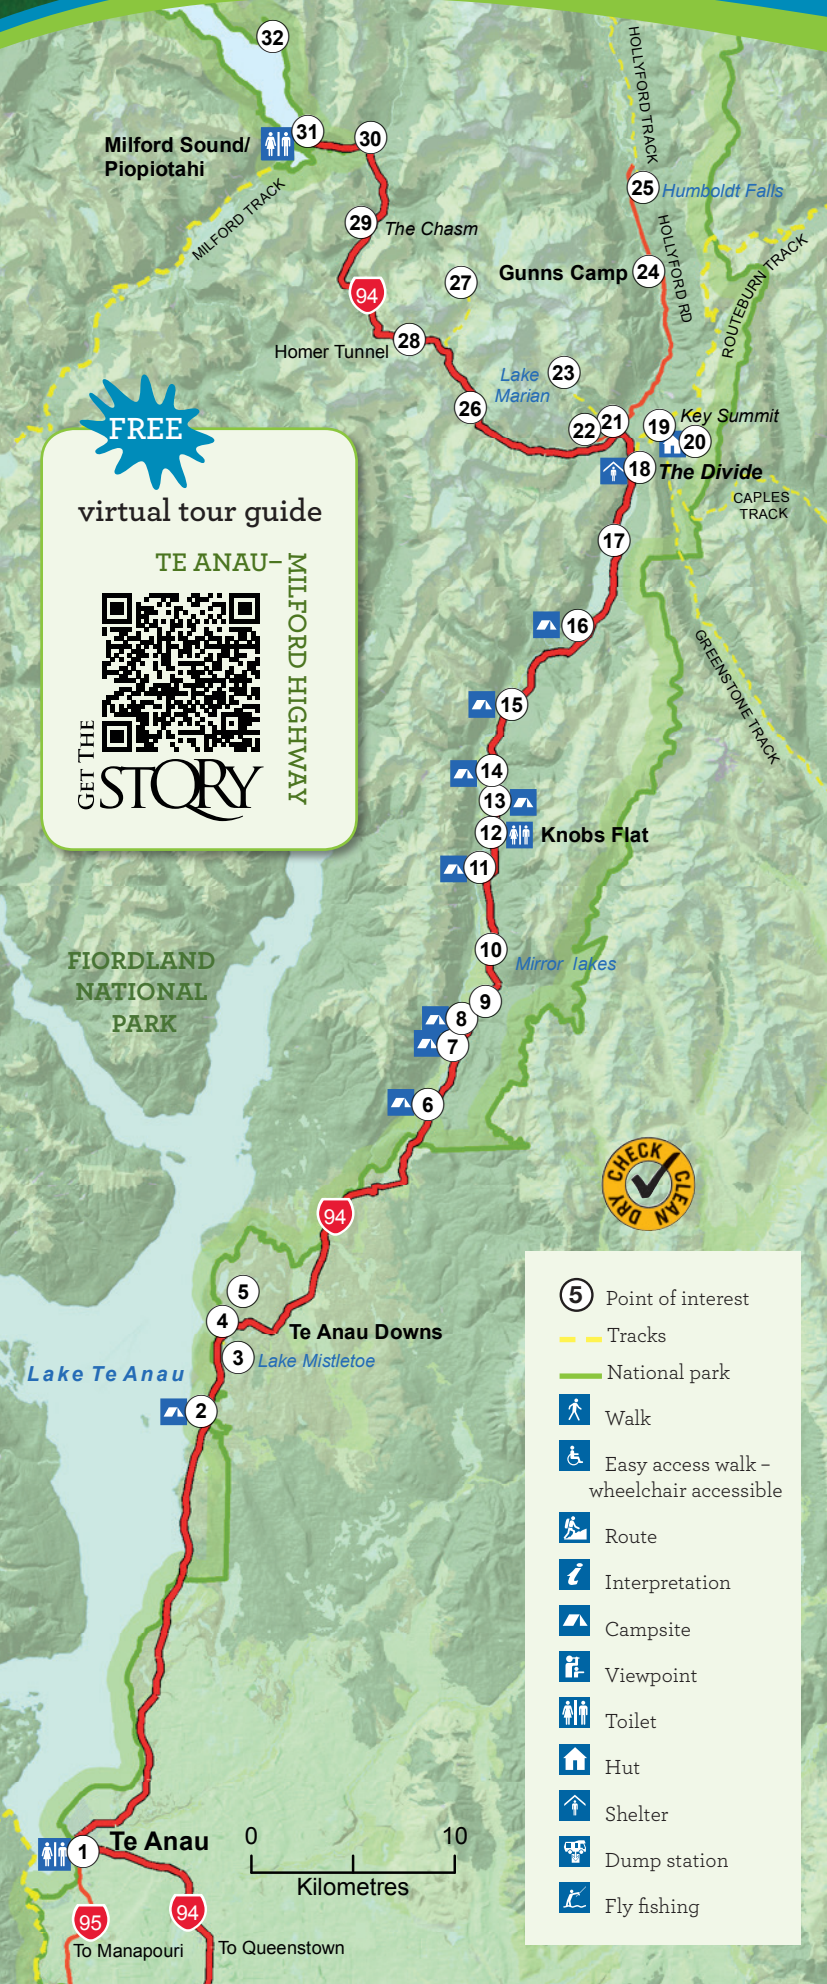 32
31
30
Milford Sound/
Piopiotahi
MILFORD TRACK
29
The Chasm
94
27
28
Homer Tunnel
26
HOLLYFORD TRACK
25
Humboldt Falls
Gunns Camp
24
HOLLYFORD RD
ROUTEBURN TRACK
Lake
Marian
23
22
21
19
Key Summit
20
18
The Divide
CAPLES
TRACK
17
16
GREENSTONE TRACK
15
14
13
12
Knobs Flat
11
10
Mirror lakes
9
8
7
6
FREE
virtual tour guide
TE ANAU–
MILFORD HIGHWAY
GET THE
STORY
FIORDLAND
NATIONAL
PARK
CHECK
CLEAN
DRY
94
5
4
Te Anau Downs
3
Lake Mistletoe
Lake Te Anau
2
1
Te Anau
0
10
Kilometres
95
94
To Manapouri
To Queenstown
5
Point of interest
Tracks
National park
Walk
Easy access walk –
wheelchair accessible
Route
i
Interpretation
Campsite
Viewpoint
Toilet
Hut
Shelter
Dump station
Fly fishing